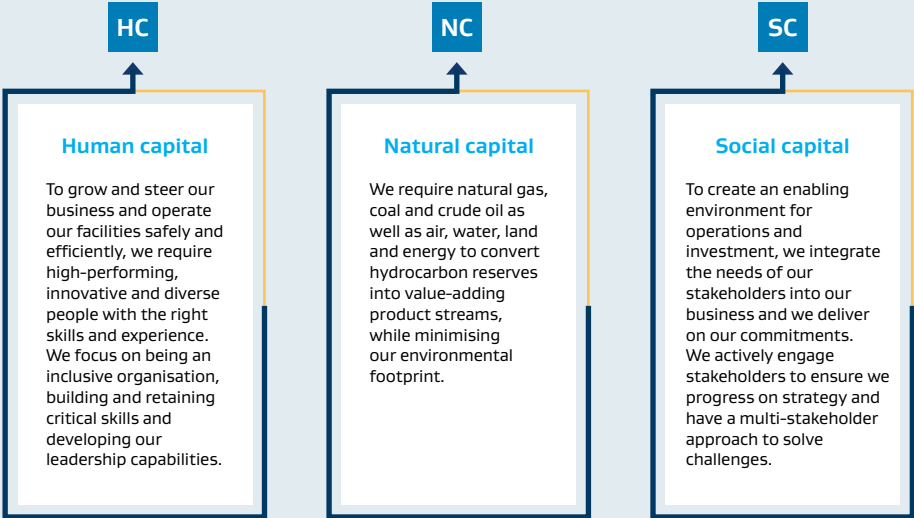 HC
Human capital
To grow and steer our
business and operate
our facilities safely and
efficiently, we require
high-performing,
innovative and diverse
people with the right
skills and experience.
We focus on being an
inclusive organisation,
building and retaining
critical skills and
developing our
leadership capabilities.
NC
Natural capital
We require natural gas,
coal and crude oil as
well as air, water, land
and energy to convert
hydrocarbon reserves
into value-adding
product streams,
while minimising
our environmental
footprint.
SC
Social capital
To create an enabling
environment for
operations and
investment, we integrate
the needs of our
stakeholders into our
business and we deliver
on our commitments.
We actively engage
stakeholders to ensure we
progress on strategy and
have a multi-stakeholder
approach to solve
challenges.